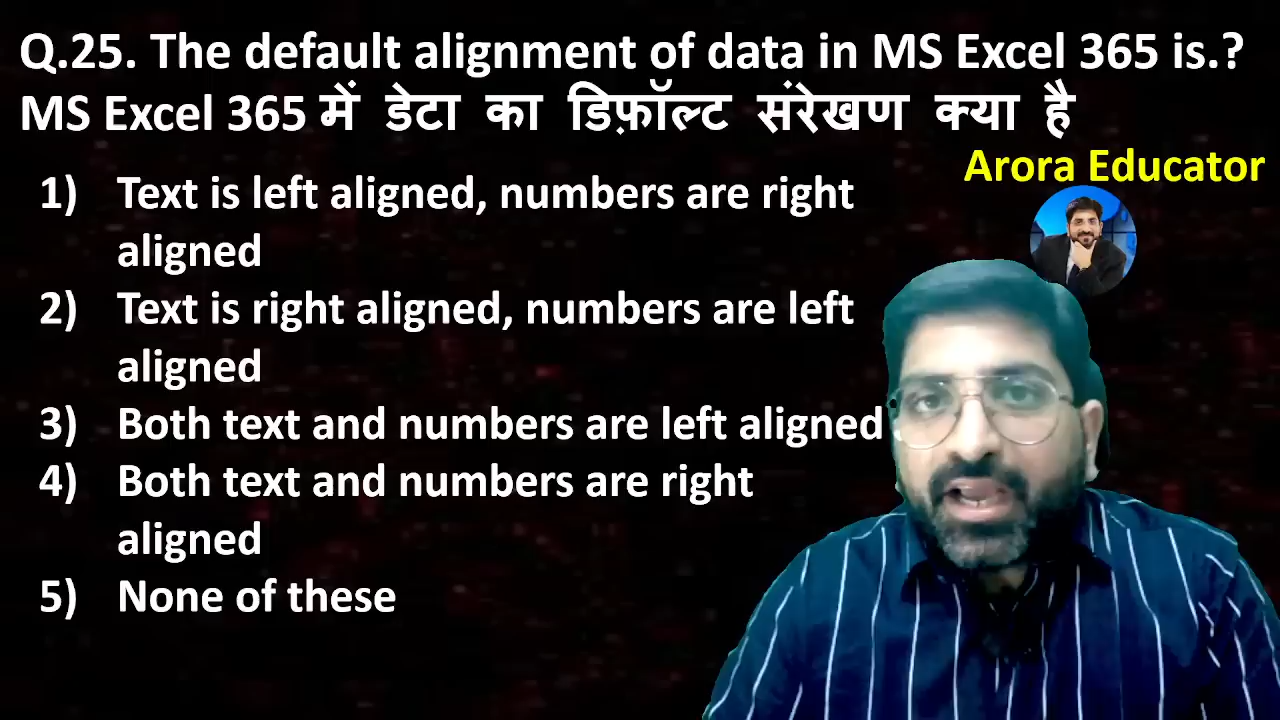 Q.25. The default alignment of data in MS Excel 365 is.?
MS Excel 365 में डेटा का डिफ़ॉल्ट संरेखण क्या है
Arora Educator
1) Text is left aligned, numbers are right
aligned
2) Text is right aligned, numbers are left
aligned
3) Both text and numbers are left aligned
4) Both text and numbers are right
aligned
5) None of these